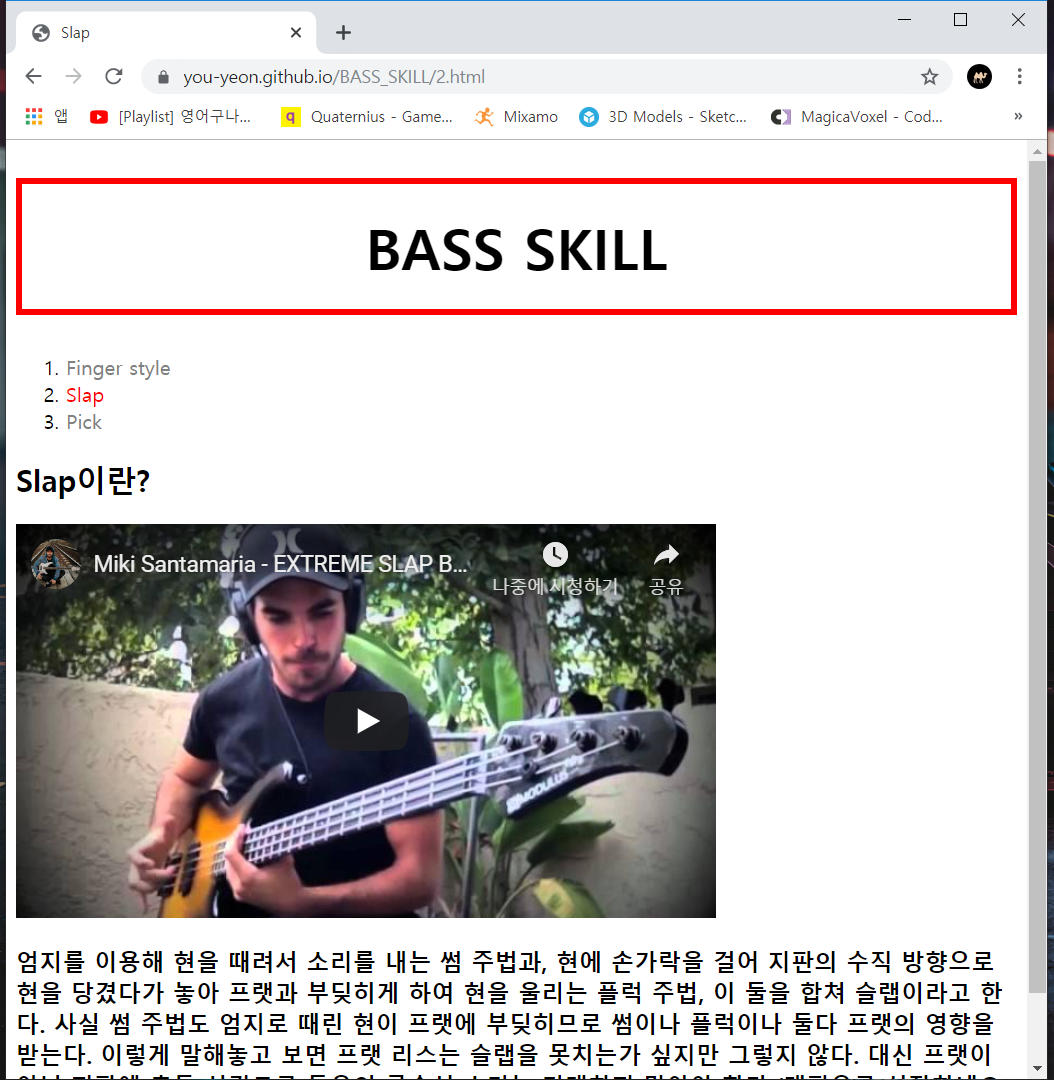 Slap
you-yeon.github.io/BASS_SKILL/2.html
앱
[Playlist] 영어구나...
q
Quaternius - Game...
Mixamo
3D Models - Sketc...
MagicaVoxel - Cod...
»
BASS SKILL
1. Finger style
2. Slap
3. Pick
Slap이란?
Miki Santamaria - EXTREME SLAP B...
나중에 시청하기
공유
MODULUS
엄지를 이용해 현을 때려서 소리를 내는 썸 주법과, 현에 손가락을 걸어 지판의 수직 방향으로
현을 당겼다가 놓아 프랫과 부딪히게 하여 현을 울리는 플럭 주법, 이 둘을 합쳐 슬랩이라고 한
다. 사실 썸 주법도 엄지로 때린 현이 프랫에 부딪히므로 썸이나 플럭이나 둘다 프랫의 영향을
받는다. 이렇게 말해놓고 보면 프랫 리스는 슬랩을 못치는가 싶지만 그렇지 않다. 대신 프랫이